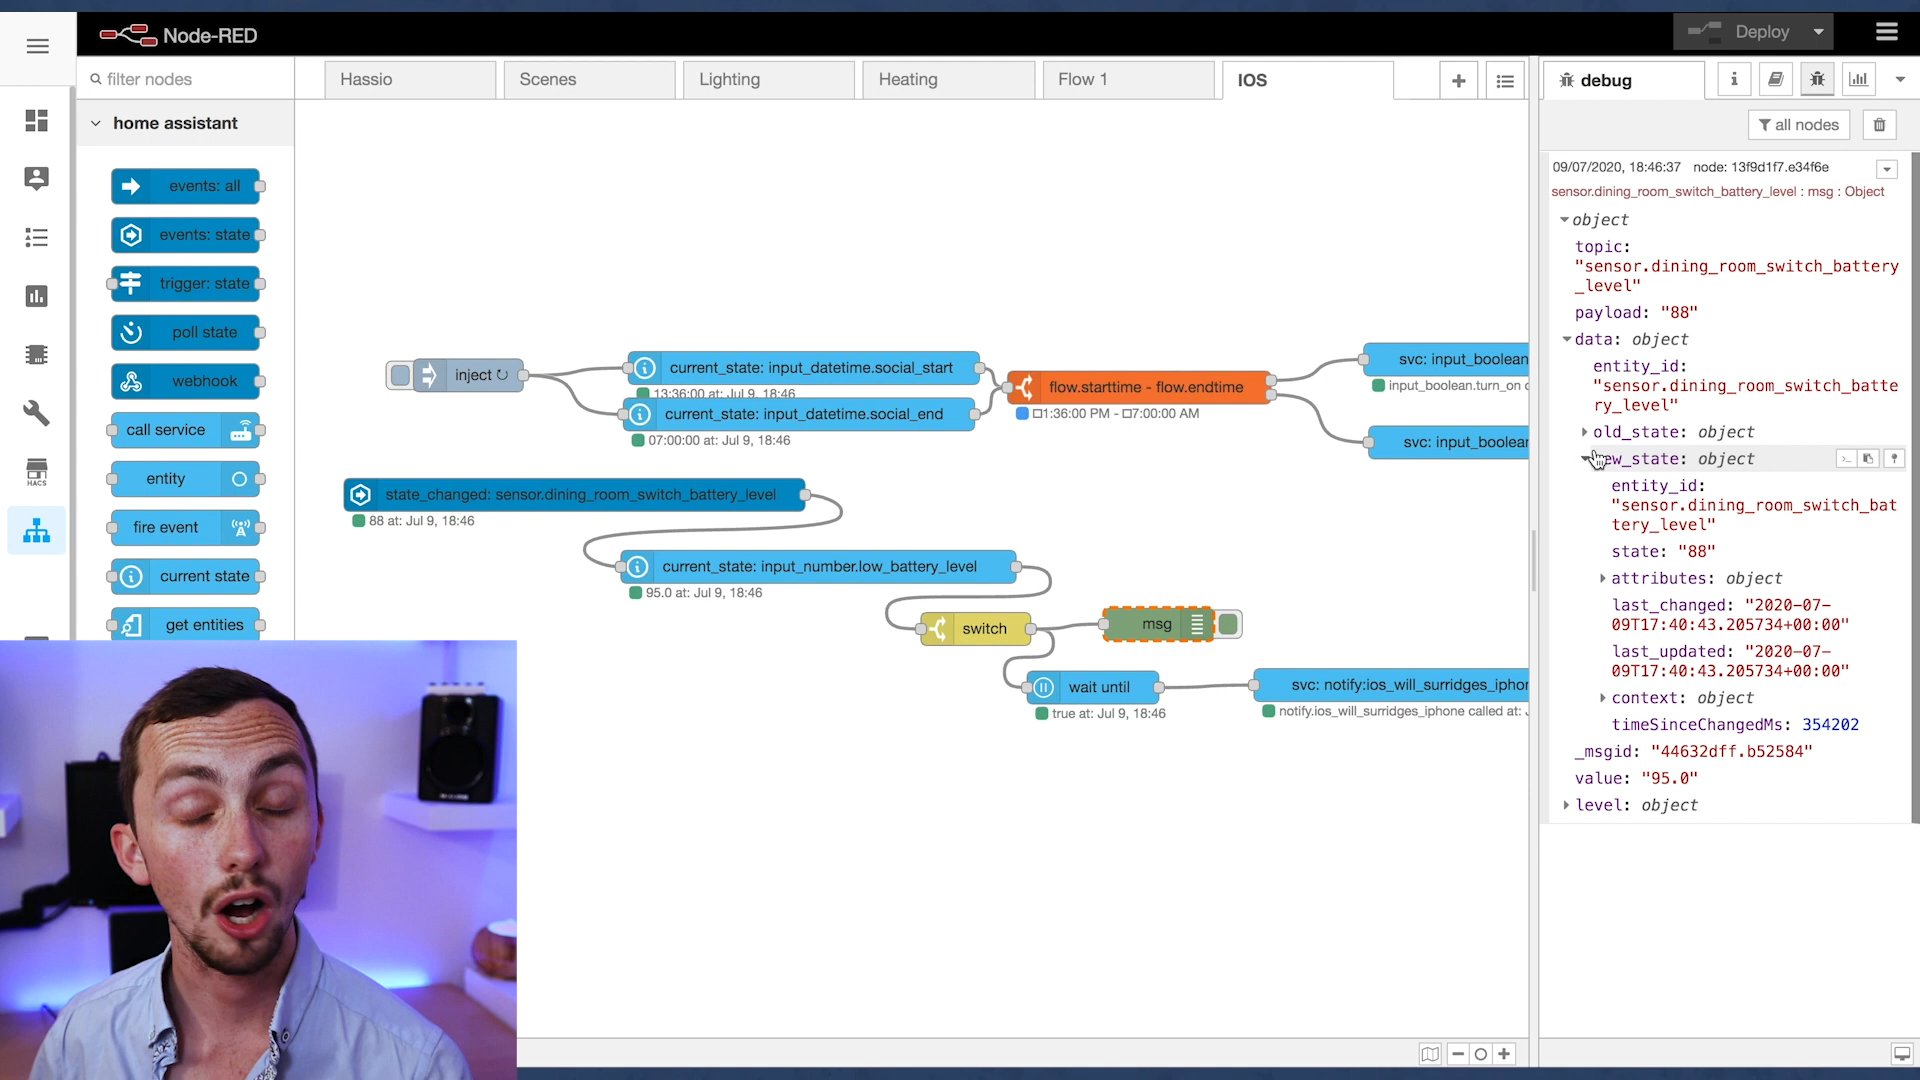 Node-RED
Deploy
filter nodes
Hassio
Scenes
Lighting
Heating
Flow 1
IOS
debug
all nodes
home assistant
events: all
events: state
trigger: state
poll state
webhook
call service
entity
fire event
current state
get entities
HACS
inject ↻
current_state: input_datetime.social_start
13:36:00 at: Jul 9, 18:46
current_state: input_datetime.social_end
07:00:00 at: Jul 9, 18:46
flow.starttime - flow.endtime
1:36:00 PM - 7:00:00 AM
svc: input_boolean
input_boolean.turn_on
svc: input_boolean
state_changed: sensor.dining_room_switch_battery_level
88 at: Jul 9, 18:46
current_state: input_number.low_battery_level
95.0 at: Jul 9, 18:46
switch
msg
wait until
true at: Jul 9, 18:46
svc: notify:ios_will_surridges_iphon
notify.ios_will_surridges_iphone called at:
09/07/2020, 18:46:37 node: 13f9d1f7.e34f6e
sensor.dining_room_switch_battery_level : msg : Object
object
topic:
"sensor.dining_room_switch_battery
_level"
payload: "88"
data: object
entity_id:
"sensor.dining_room_switch_batte
ry_level"
old_state: object
ew_state: object
entity_id:
"sensor.dining_room_switch_bat
tery_level"
state: "88"
attributes: object
last_changed: "2020-07-
09T17:40:43.205734+00:00"
last_updated: "2020-07-
09T17:40:43.205734+00:00"
context: object
timeSinceChangedMs: 354202
_msgid: "44632dff.b52584"
value: "95.0"
level: object